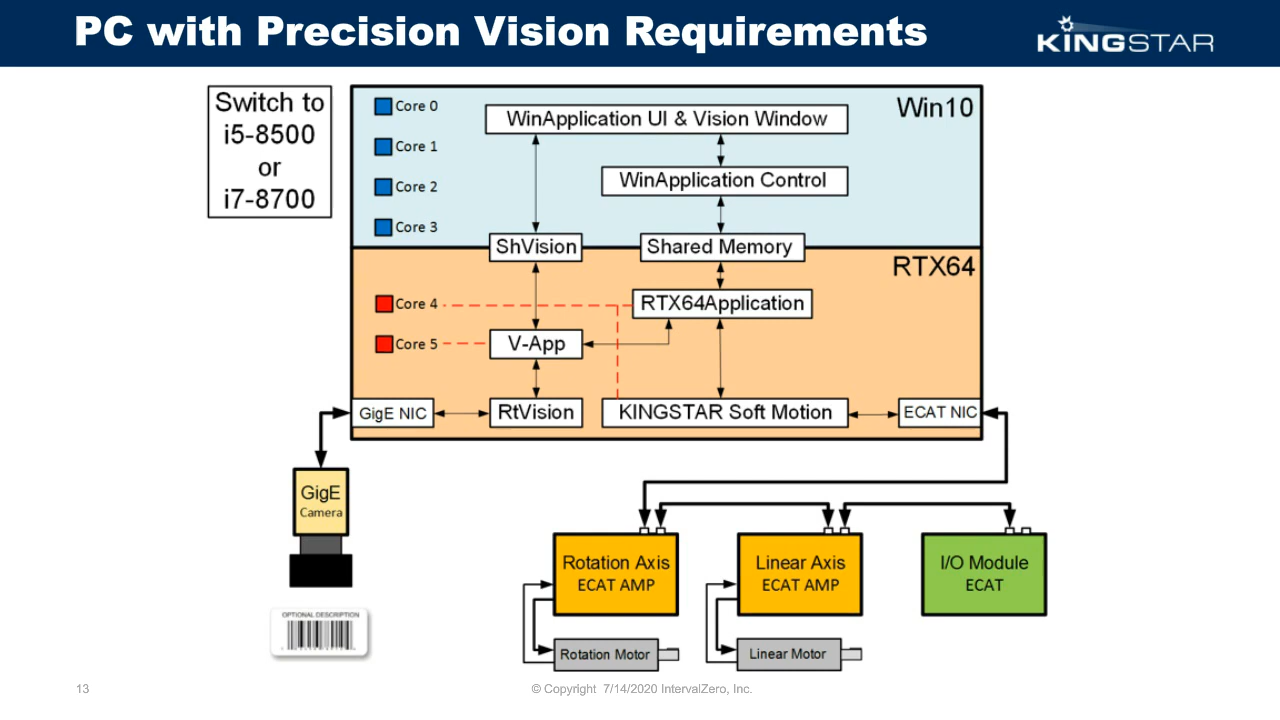 PC with Precision Vision Requirements
KINGSTAR
Switch to
i5-8500
or
i7-8700
Core 0
Core 1
Core 2
Core 3
WinApplication UI & Vision Window
Win10
WinApplication Control
ShVision
Shared Memory
RTX64
Core 4
RTX64Application
Core 5
V-App
GigE NIC
RtVision
KINGSTAR Soft Motion
ECAT NIC
GigE
Camera
OPTIONAL DESCRIPTION
Rotation Axis
ECAT AMP
Linear Axis
ECAT AMP
I/O Module
ECAT
Rotation Motor
Linear Motor
13
© Copyright 7/14/2020 IntervalZero, Inc.